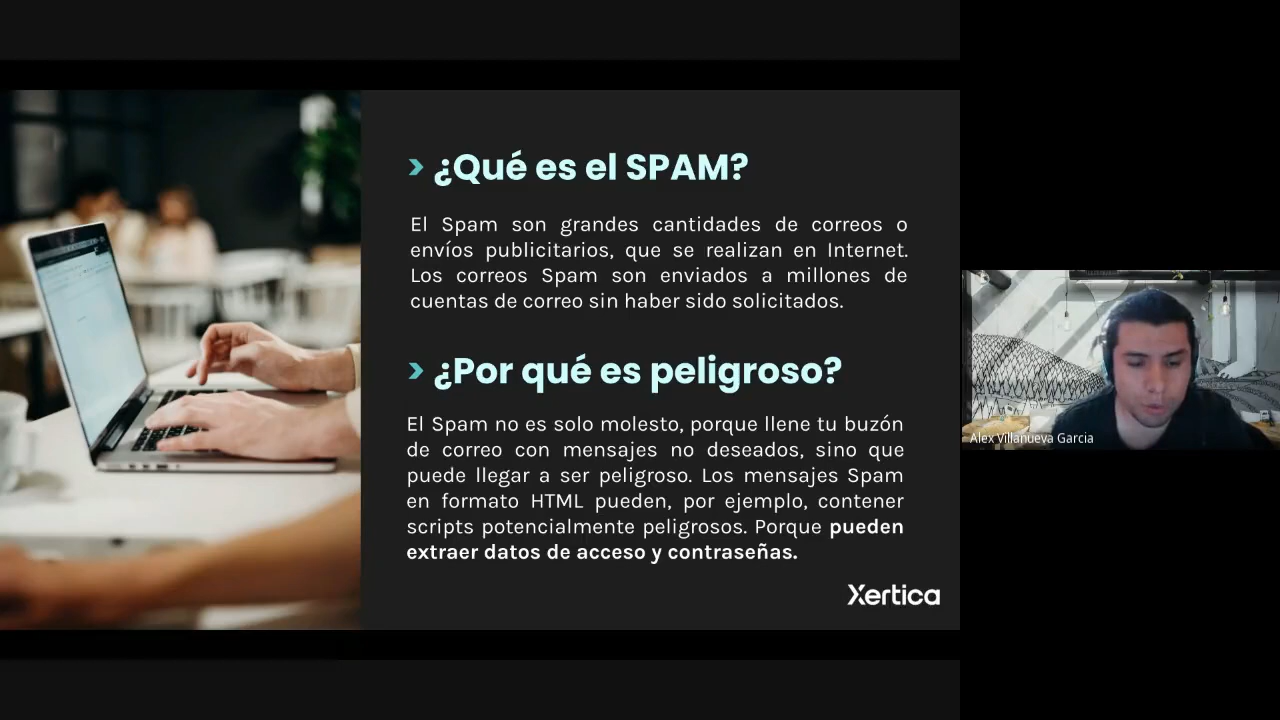 › ¿Qué es el SPAM?
El Spam son grandes cantidades de correos o
envíos publicitarios, que se realizan en Internet.
Los correos Spam son enviados a millones de
cuentas de correo sin haber sido solicitados.
› ¿Por qué es peligroso?
El Spam no es solo molesto, porque llene tu buzón
de correo con mensajes no deseados, sino que
puede llegar a ser peligroso. Los mensajes Spam
en formato HTML pueden, por ejemplo, contener
scripts potencialmente peligrosos. Porque pueden
extraer datos de acceso y contraseñas.
Xertica
Alex Villanueva Garcia